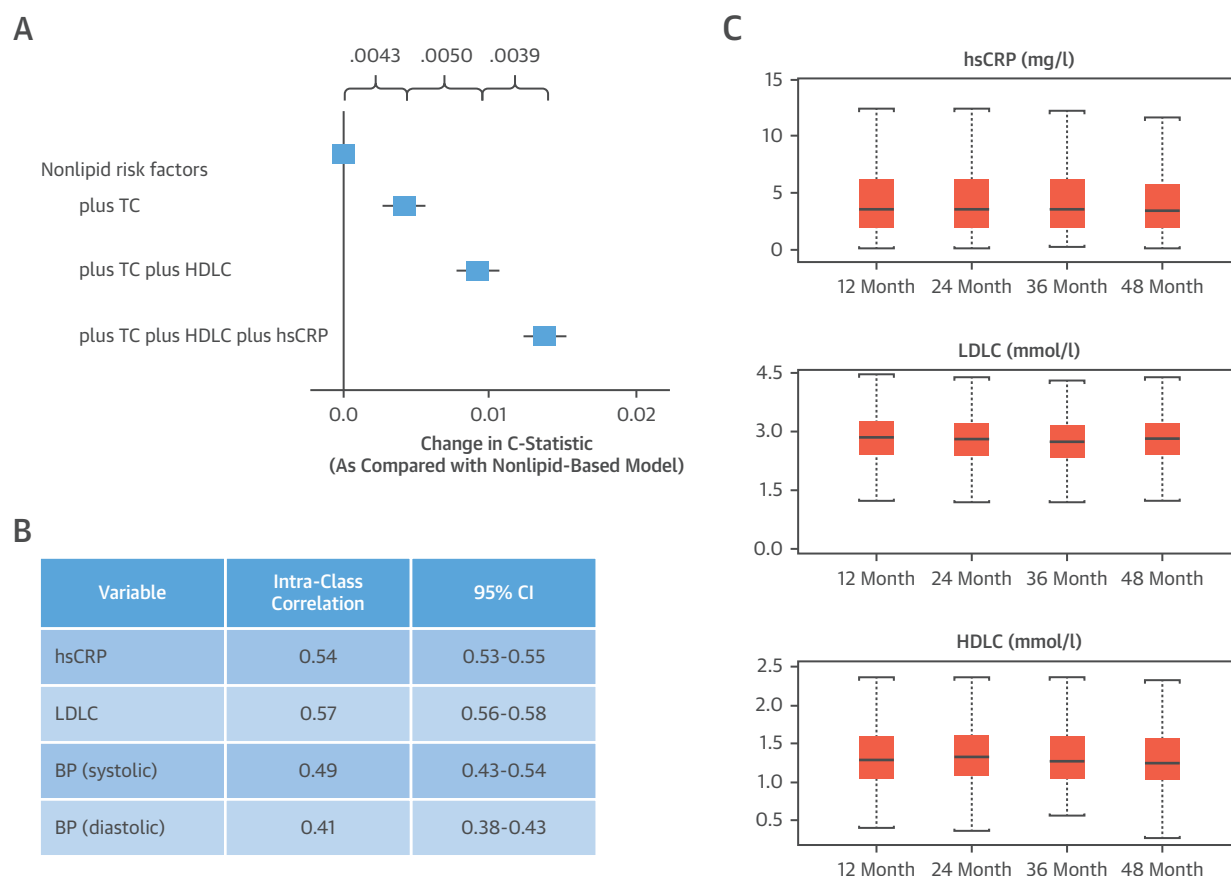 A
.0043 .0050 .0039
Nonlipid risk factors
plus TC
plus TC plus HDLC
plus TC plus HDLC plus hsCRP
0.0 0.01 0.02
Change in C-Statistic
(As Compared with Nonlipid-Based Model)
B
Variable Intra-Class Correlation 95% CI
hsCRP 0.54 0.53-0.55
LDLC 0.57 0.56-0.58
BP (systolic) 0.49 0.43-0.54
BP (diastolic) 0.41 0.38-0.43
C
hsCRP (mg/l)
15
10
5
0
12 Month 24 Month 36 Month 48 Month
LDLC (mmol/l)
4.5
3.0
1.5
0.0
12 Month 24 Month 36 Month 48 Month
HDLC (mmol/l)
2.5
2.0
1.5
1.0
0.5
12 Month 24 Month 36 Month 48 Month